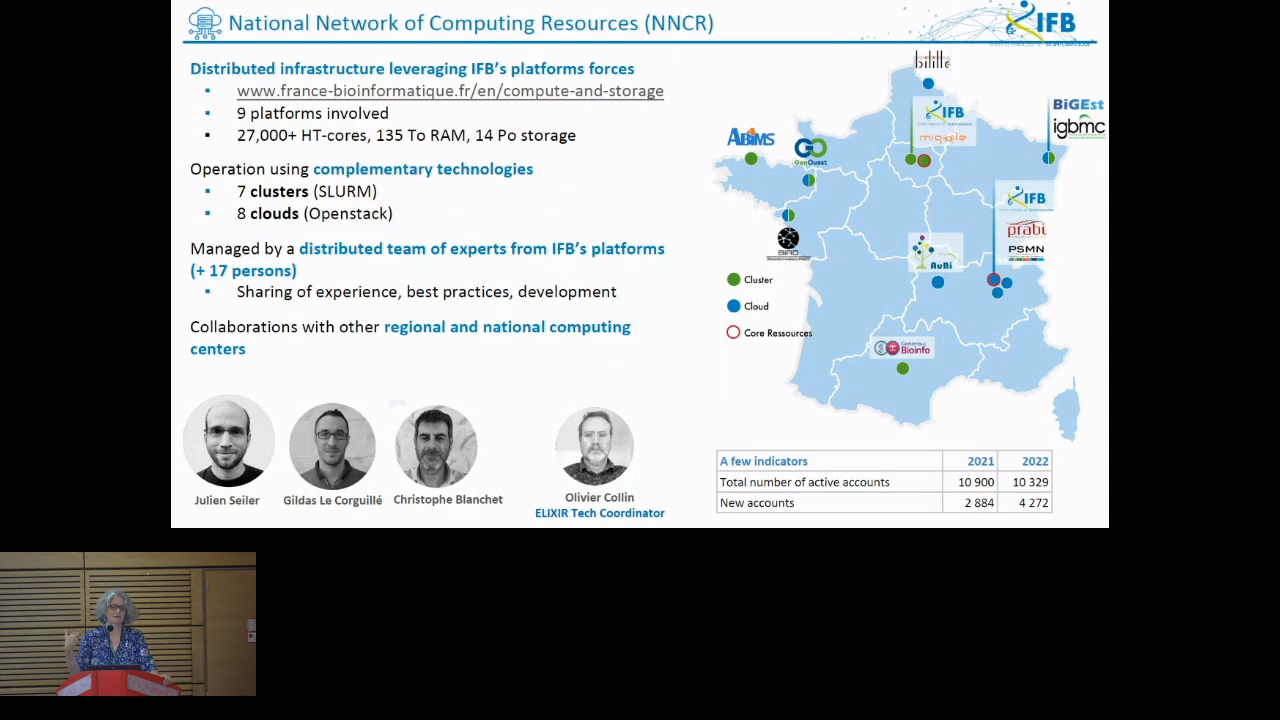 National Network of Computing Resources (NNCR)
IFB
Distributed infrastructure leveraging IFB's platforms forces
www.france-bioinformatique.fr/en/compute-and-storage
9 platforms involved
27,000+ HT-cores, 135 To RAM, 14 Po storage
Operation using complementary technologies
7 clusters (SLURM)
8 clouds (Openstack)
Managed by a distributed team of experts from IFB's platforms
(+ 17 persons)
Sharing of experience, best practices, development
Collaborations with other regional and national computing
centers
Julien Seiler
Gildas Le Corguillé
Christophe Blanchet
Olivier Collin
ELIXIR Tech Coordinator
bilille
IFB
migale
BiGEst
igbmc
ABiMS
GO
GenOuest
BiRD
IFB
prabi
PSMN
AuBi
Cluster
Cloud
Core Ressources
Bioinfo
A few indicators 2021 2022
Total number of active accounts 10 900 10 329
New accounts 2 884 4 272